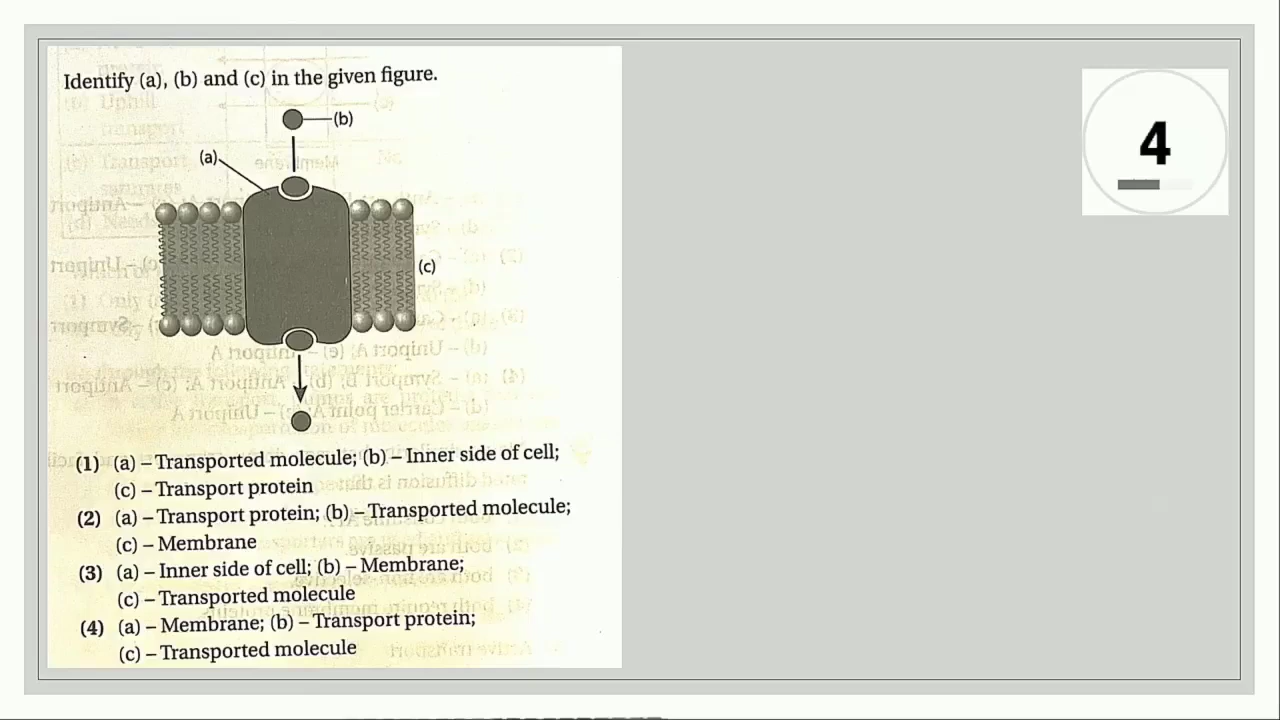 Identify (a), (b) and (c) in the given figure.
(b)
(a)
(c)
4
(1) (a) – Transported molecule; (b) – Inner side of cell;
(c) – Transport protein
(2) (a) – Transport protein; (b) – Transported molecule;
(c) – Membrane
(3) (a) – Inner side of cell; (b) – Membrane;
(c) – Transported molecule
(4) (a) – Membrane; (b) – Transport protein;
(c) – Transported molecule